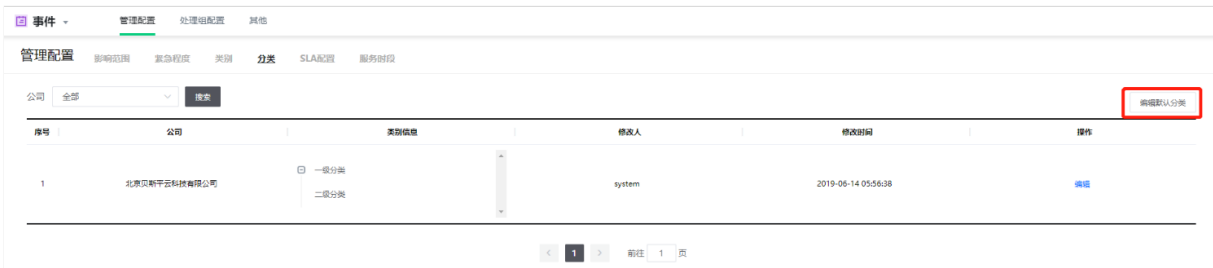 事件 管理配置 处理组配置 其他
管理配置 影响范围 紧急程度 类别 分类 SLA配置 服务时段
公司 全部 搜索 编辑默认分类
序号 公司 类别信息 修改人 修改时间 操作
1 北京贝斯平云科技有限公司 一级分类 system 2019-06-14 05:56:38 编辑
二级分类
< 1 > 前往 1 页